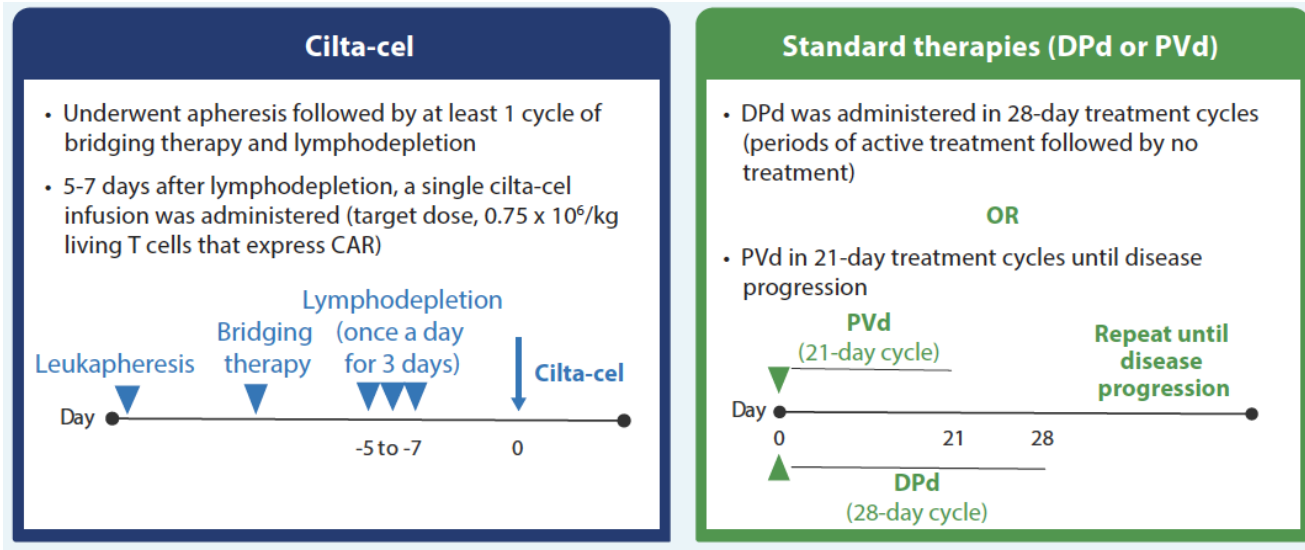 Cilta-cel
• Underwent apheresis followed by at least 1 cycle of
bridging therapy and lymphodepletion
• 5-7 days after lymphodepletion, a single cilta-cel
infusion was administered (target dose, 0.75 x 10⁶/kg
living T cells that express CAR)
Leukapheresis
Bridging
therapy
Lymphodepletion
(once a day
for 3 days)
Cilta-cel
Day
-5 to -7
0
Standard therapies (DPd or PVd)
• DPd was administered in 28-day treatment cycles
(periods of active treatment followed by no
treatment)
OR
• PVd in 21-day treatment cycles until disease
progression
PVd
(21-day cycle)
Repeat until
disease
progression
Day
0
21
28
DPd
(28-day cycle)